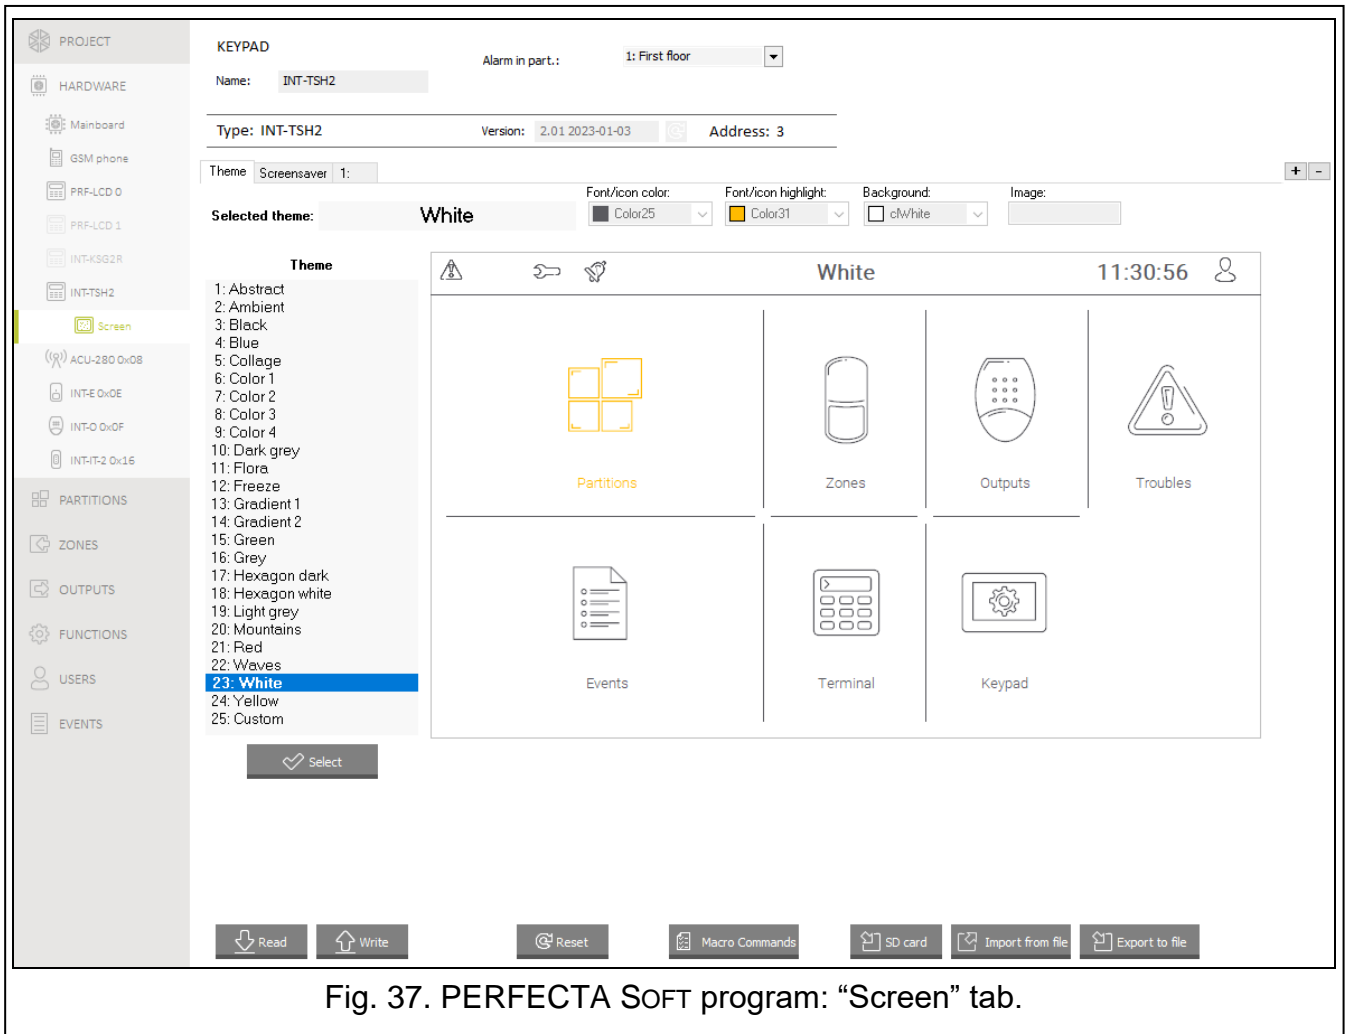 PROJECT
HARDWARE
Mainboard
GSM phone
PRF-LCD 0
PRF-LCD 1
INT-KSG2R
INT-TSH2
Screen
ACU-280 0x08
INT-E 0x0E
INT-O 0x0F
INT-IT-2 0x16
PARTITIONS
ZONES
OUTPUTS
FUNCTIONS
USERS
EVENTS
KEYPAD
Alarm in part.: 1: First floor
Name: INT-TSH2
Type: INT-TSH2 Version: 2.01 2023-01-03 Address: 3
Theme Screensaver 1: + -
Font/icon color: Font/icon highlight: Background: Image:
Selected theme: White Color25 Color31 clWhite
Theme
1: Abstract
2: Ambient
3: Black
4: Blue
5: Collage
6: Color 1
7: Color 2
8: Color 3
9: Color 4
10: Dark grey
11: Flora
12: Freeze
13: Gradient 1
14: Gradient 2
15: Green
16: Grey
17: Hexagon dark
18: Hexagon white
19: Light grey
20: Mountains
21: Red
22: Waves
23: White
24: Yellow
25: Custom
Select
White 11:30:56
Partitions Zones Outputs Troubles
Events Terminal Keypad
Read Write Reset Macro Commands SD card Import from file Export to file
Fig. 37. PERFECTA SOFT program: “Screen” tab.